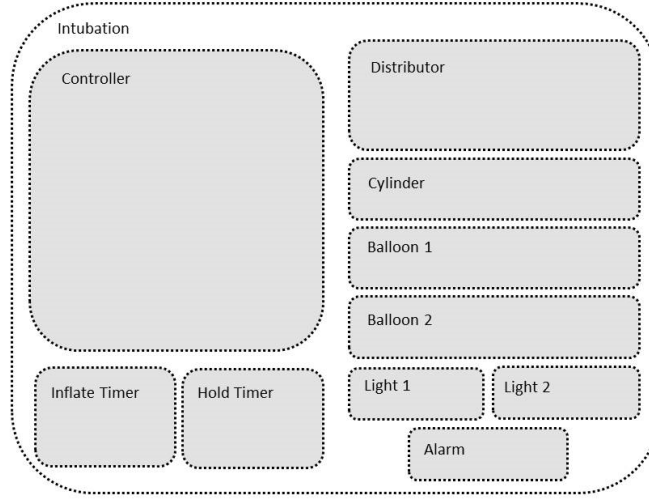 Intubation
Controller
Distributor
Cylinder
Balloon 1
Balloon 2
Inflate Timer
Hold Timer
Light 1
Light 2
Alarm